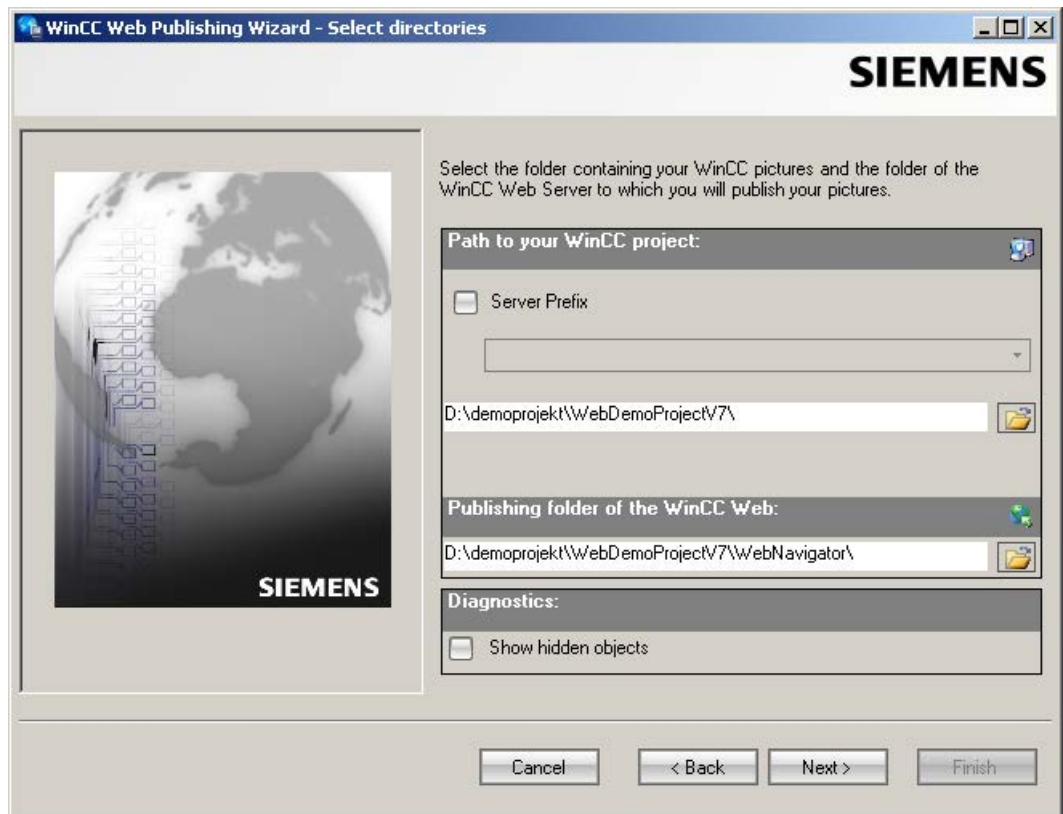 WinCC Web Publishing Wizard - Select directories
SIEMENS
Select the folder containing your WinCC pictures and the folder of the
WinCC Web Server to which you will publish your pictures.
Path to your WinCC project:
Server Prefix
D:\demoprojekt\WebDemoProjectV7\
Publishing folder of the WinCC Web:
D:\demoprojekt\WebDemoProjectV7\WebNavigator\
SIEMENS
Diagnostics:
Show hidden objects
Cancel
< Back
Next >
Finish